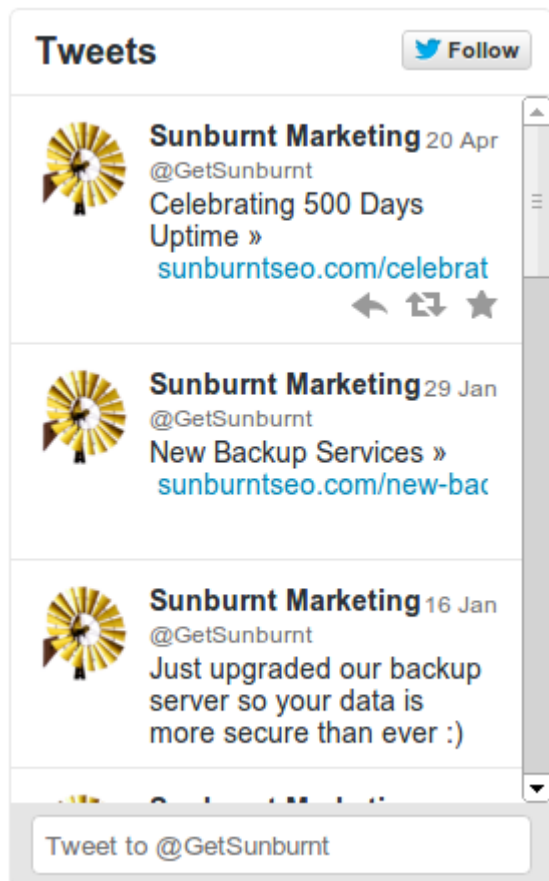 Tweets
Follow
Sunburnt Marketing 20 Apr
@GetSunburnt
Celebrating 500 Days
Uptime »
sunburntseo.com/celebrat
Sunburnt Marketing 29 Jan
@GetSunburnt
New Backup Services »
sunburntseo.com/new-bac
Sunburnt Marketing 16 Jan
@GetSunburnt
Just upgraded our backup
server so your data is
more secure than ever :)
Tweet to @GetSunburnt